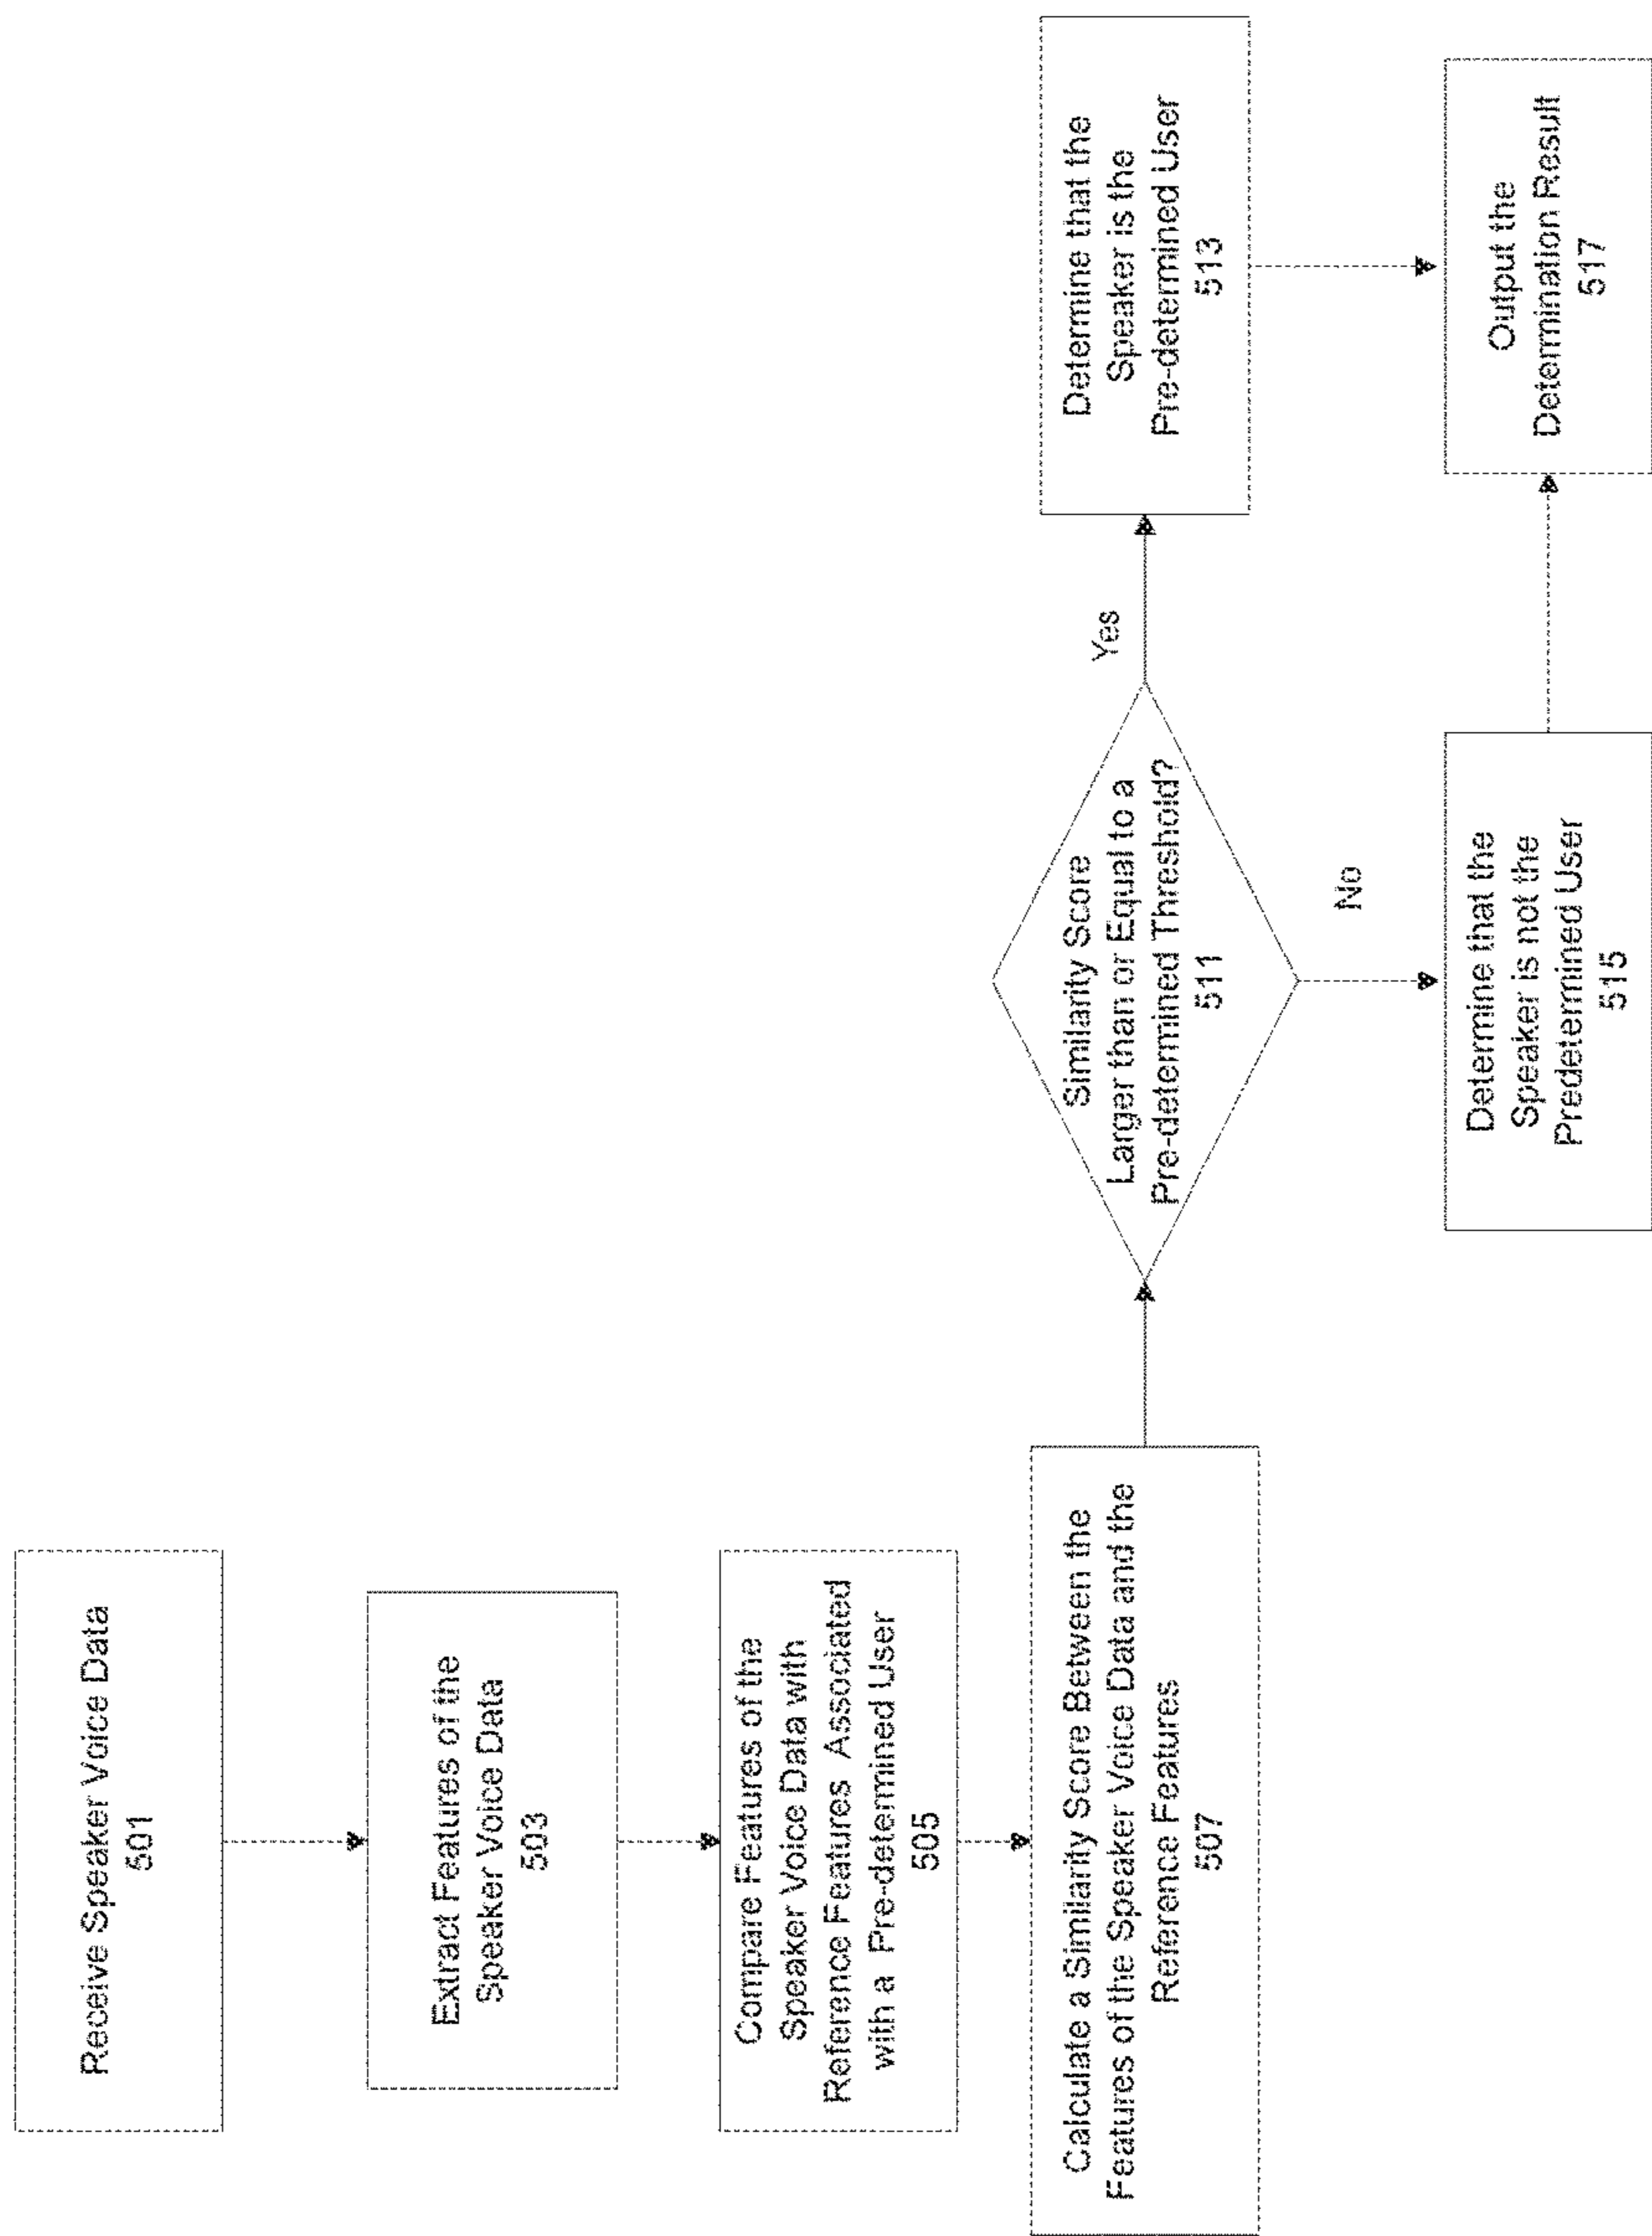 Receive Speaker Voice Data
501
Extract Features of the
Speaker Voice Data
503
Compare Features of the
Speaker Voice Data with
Reference Features Associated
with a Pre-determined User
505
Calculate a Similarity Score Between the
Features of the Speaker Voice Data and the
Reference Features
507
Similarity Score
Larger than or Equal to a
Pre-determined Threshold?
511
Yes
Determine that the
Speaker is the
Pre-determined User
513
No
Determine that the
Speaker is not the
Predetermined User
515
Output the
Determination Result
517